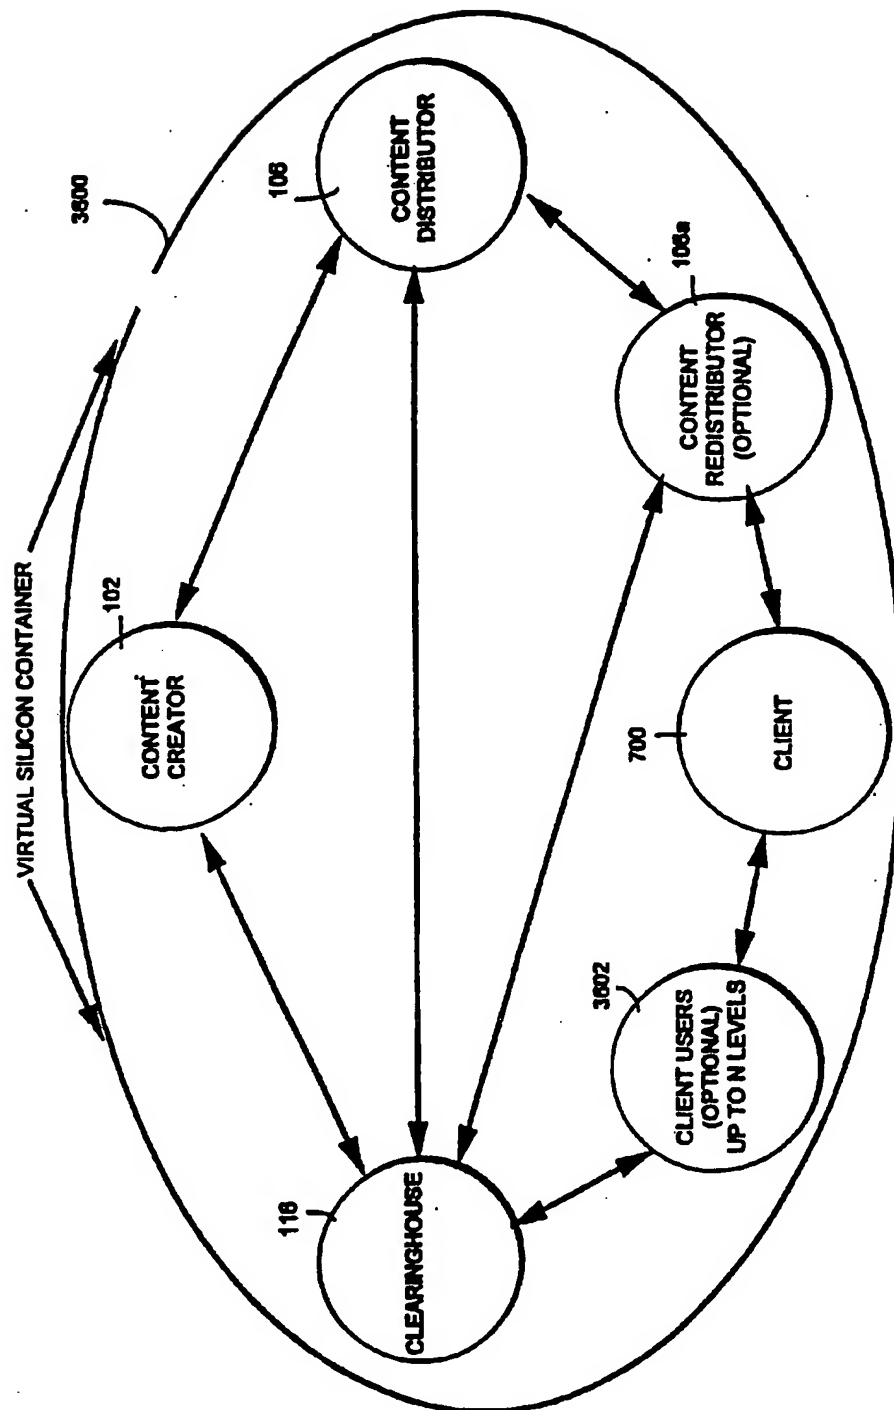 VIRTUAL SILICON CONTAINER
3600
102
CONTENT
CREATOR
106
CONTENT
DISTRIBUTOR
116
CLEARINGHOUSE
106a
CONTENT
REDISTRIBUTOR
(OPTIONAL)
3602
CLIENT USERS
(OPTIONAL)
UP TO N LEVELS
700
CLIENT